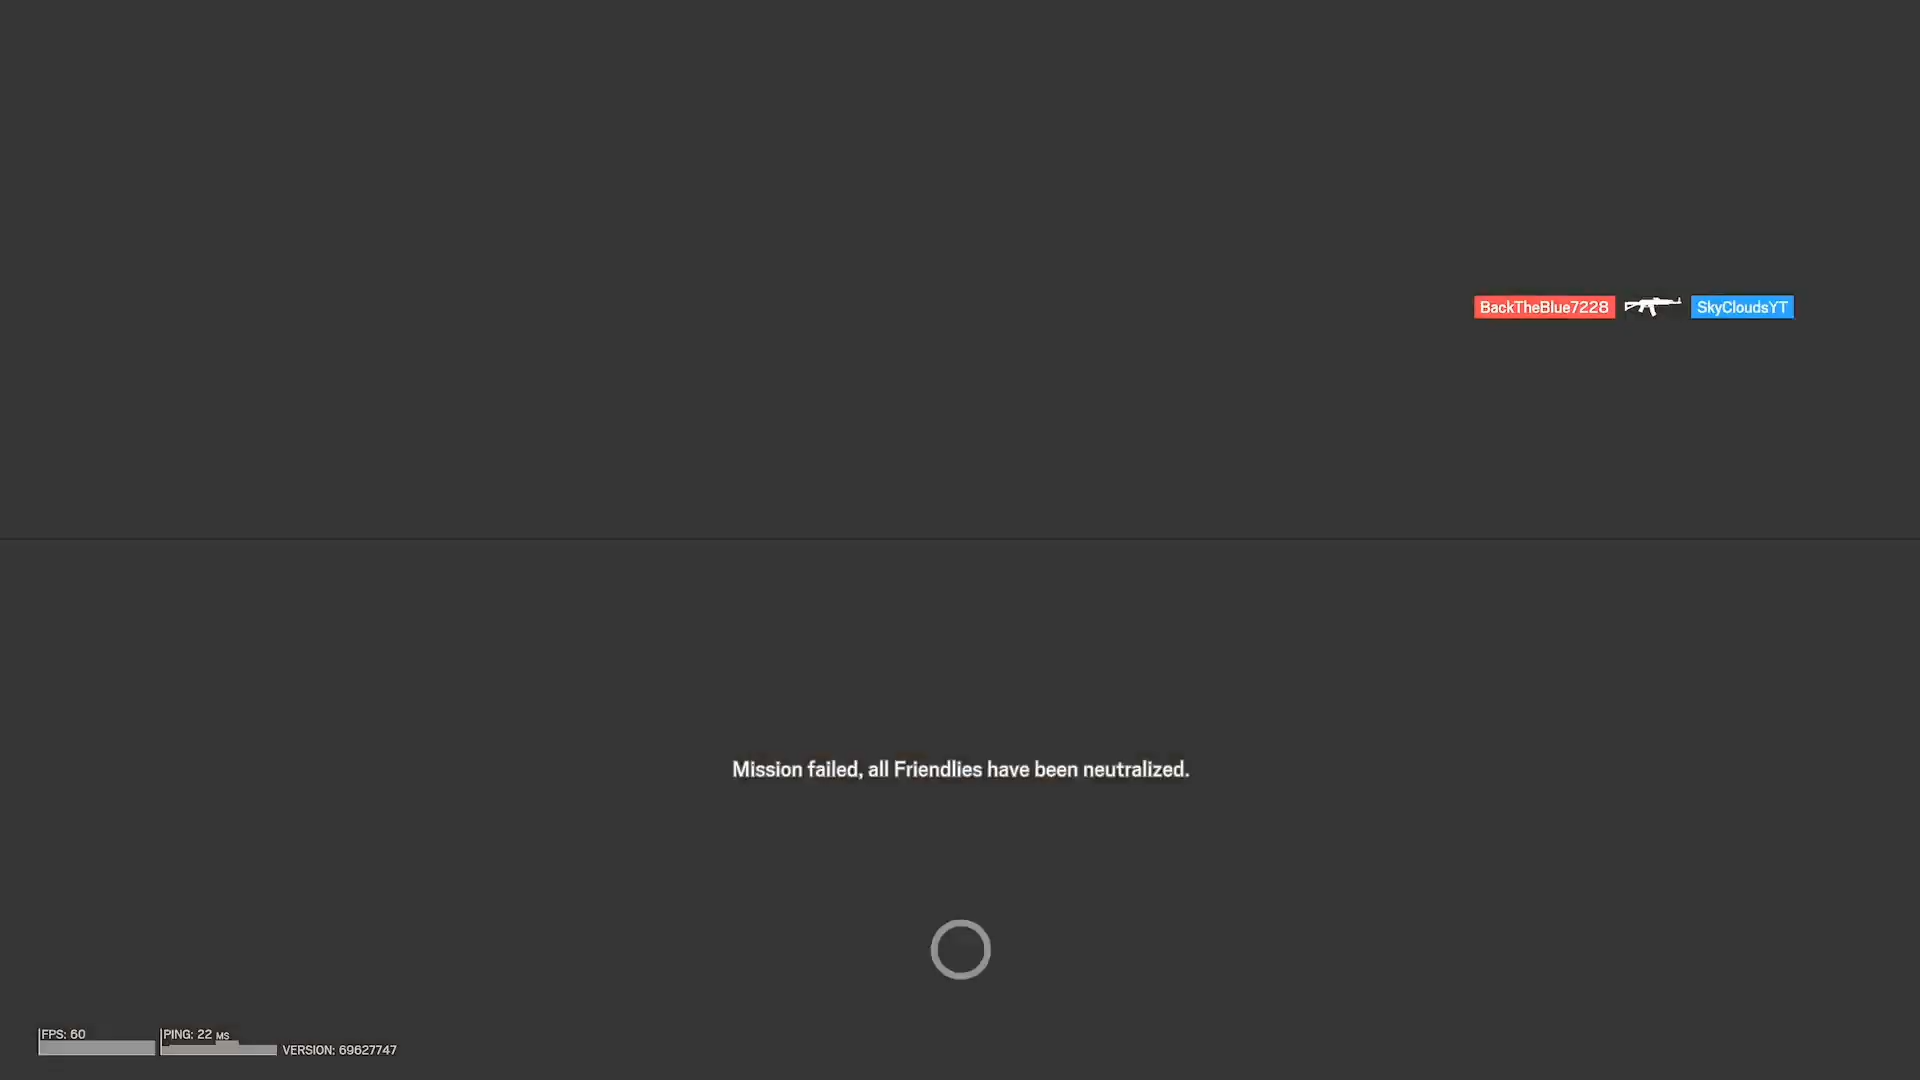 BackTheBlue7228 SkyCloudsYT
Mission failed, all Friendlies have been neutralized.
FPS: 60 PING: 22 MS
VERSION: 69627747